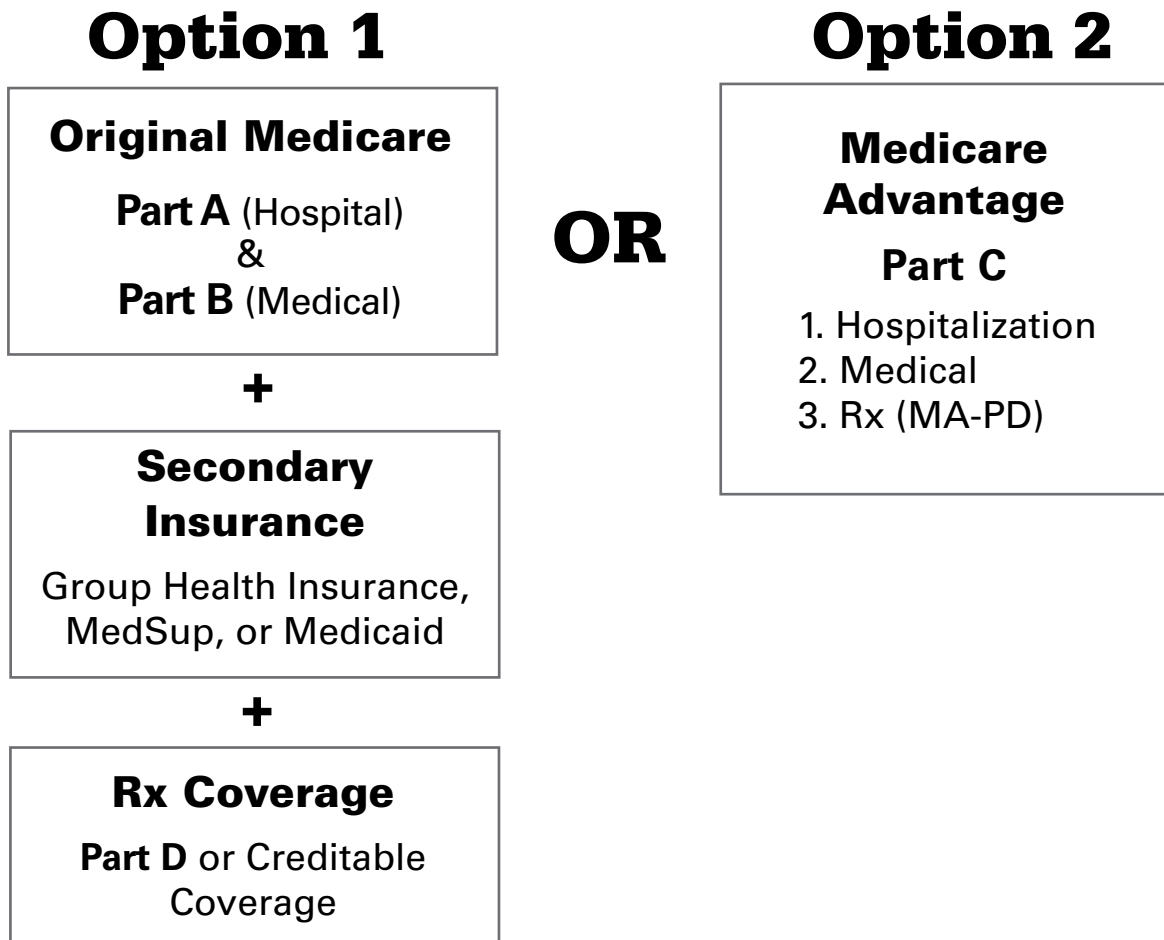 Option 1
Original Medicare
Part A (Hospital)
&
Part B (Medical)
+
Secondary
Insurance
Group Health Insurance,
MedSup, or Medicaid
+
Rx Coverage
Part D or Creditable
Coverage
OR
Option 2
Medicare
Advantage
Part C
1. Hospitalization
2. Medical
3. Rx (MA-PD)